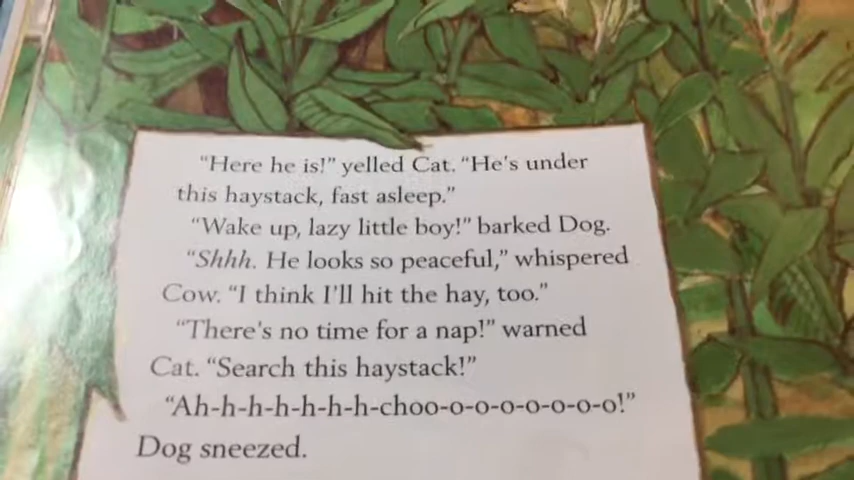 “Here he is!” yelled Cat. “He's under
this haystack, fast asleep.”
“Wake up, lazy little boy!” barked Dog.
“Shhh. He looks so peaceful,” whispered
Cow. “I think I'll hit the hay, too.”
“There's no time for a nap!” warned
Cat. “Search this haystack!”
“Ah-h-h-h-h-h-h-choo-o-o-o-o-o-o-o!”
Dog sneezed.